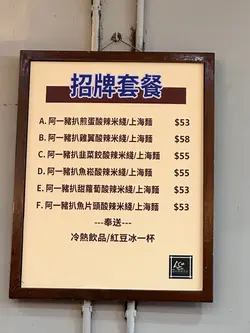 招牌套餐
A. 阿一豬扒煎蛋酸辣米綫/上海麵 $53
B. 阿一豬扒雞翼酸辣米綫/上海麵 $58
C. 阿一豬扒韭菜餃酸辣米綫/上海麵 $55
D. 阿一豬扒魚崧酸辣米綫/上海麵 $55
E. 阿一豬扒甜蘿蔔酸辣米綫/上海麵 $53
F. 阿一豬扒魚片頭酸辣米綫/上海麵 $53
---奉送---
冷熱飲品/紅豆冰一杯